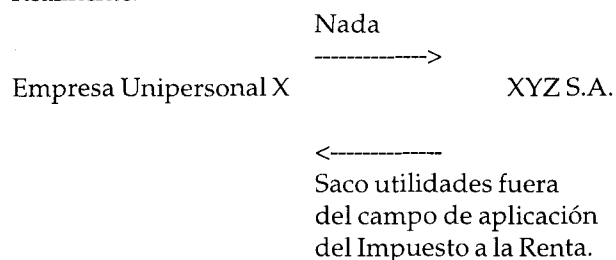 Nada
------------->
Empresa Unipersonal X XYZ S.A.
<-------------
Saco utilidades fuera
del campo de aplicación
del Impuesto a la Renta.